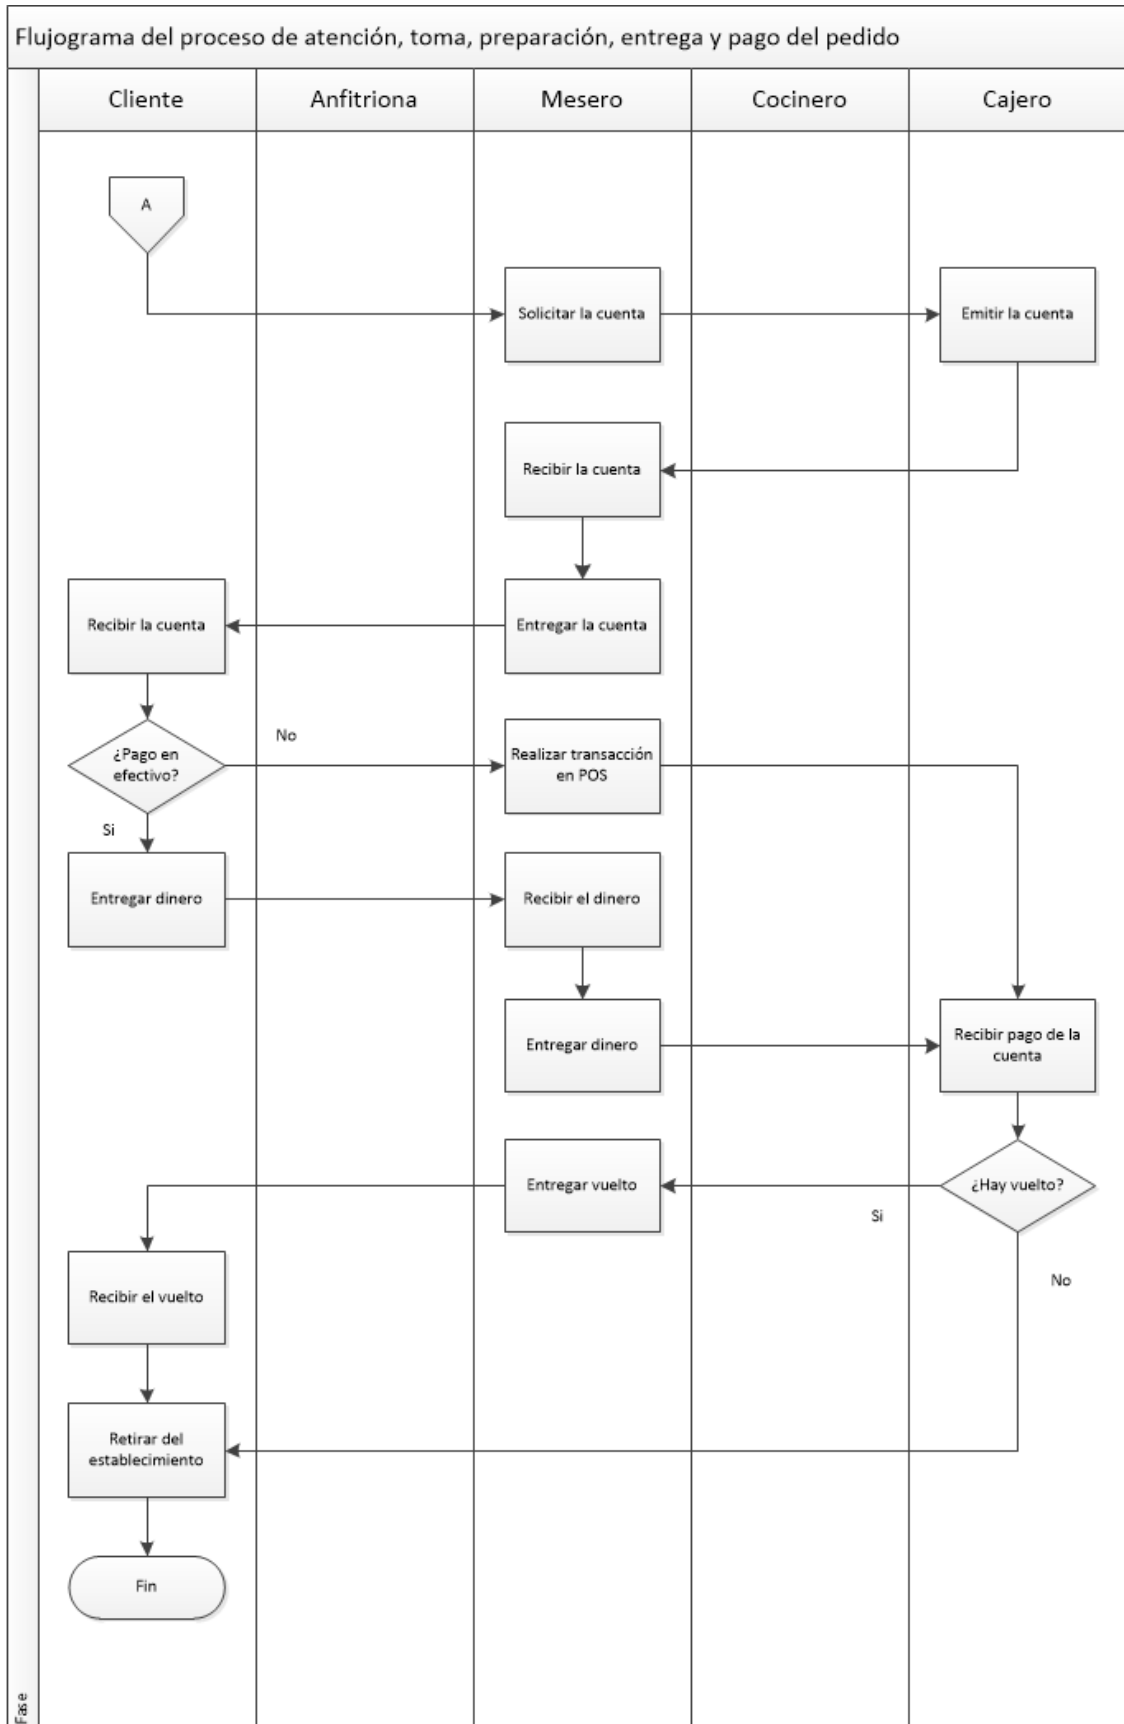 Flujograma del proceso de atención, toma, preparación, entrega y pago del pedido
Cliente
Anfitriona
Mesero
Cocinero
Cajero
A
Solicitar la cuenta
Emitir la cuenta
Recibir la cuenta
Recibir la cuenta
Entregar la cuenta
¿Pago en
efectivo?
No
Realizar transacción
en POS
Si
Entregar dinero
Recibir el dinero
Entregar dinero
Recibir pago de la
cuenta
Entregar vuelto
¿Hay vuelto?
Si
No
Recibir el vuelto
Retirar del
establecimiento
Fin
Fase